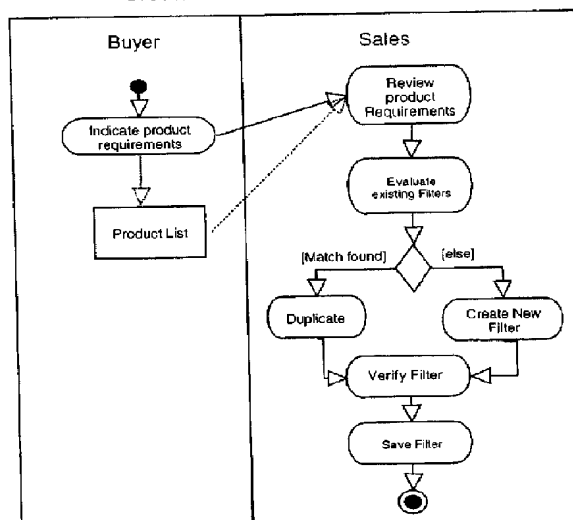 Buyer
Sales
Indicate product
requirements
Product List
Review
product
Requirements
Evaluate
existing Filters
[Match found]
[else]
Duplicate
Create New
Filter
Verify Filter
Save Filter